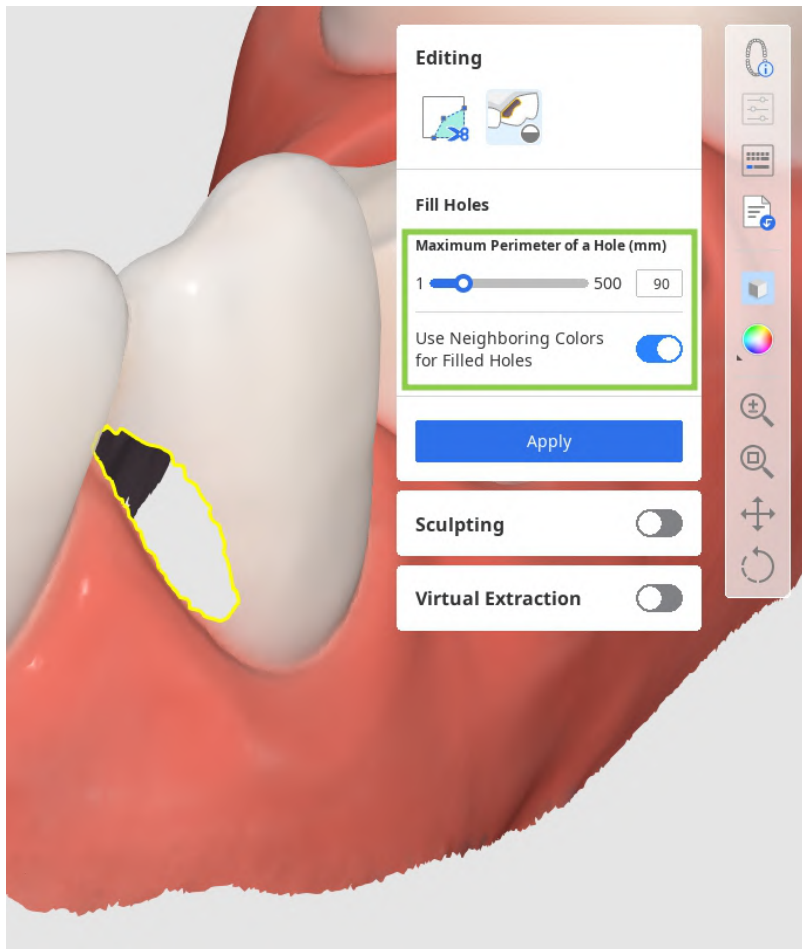 Editing
Fill Holes
Maximum Perimeter of a Hole (mm)
1 500 90
Use Neighboring Colors
for Filled Holes
Apply
Sculpting
Virtual Extraction